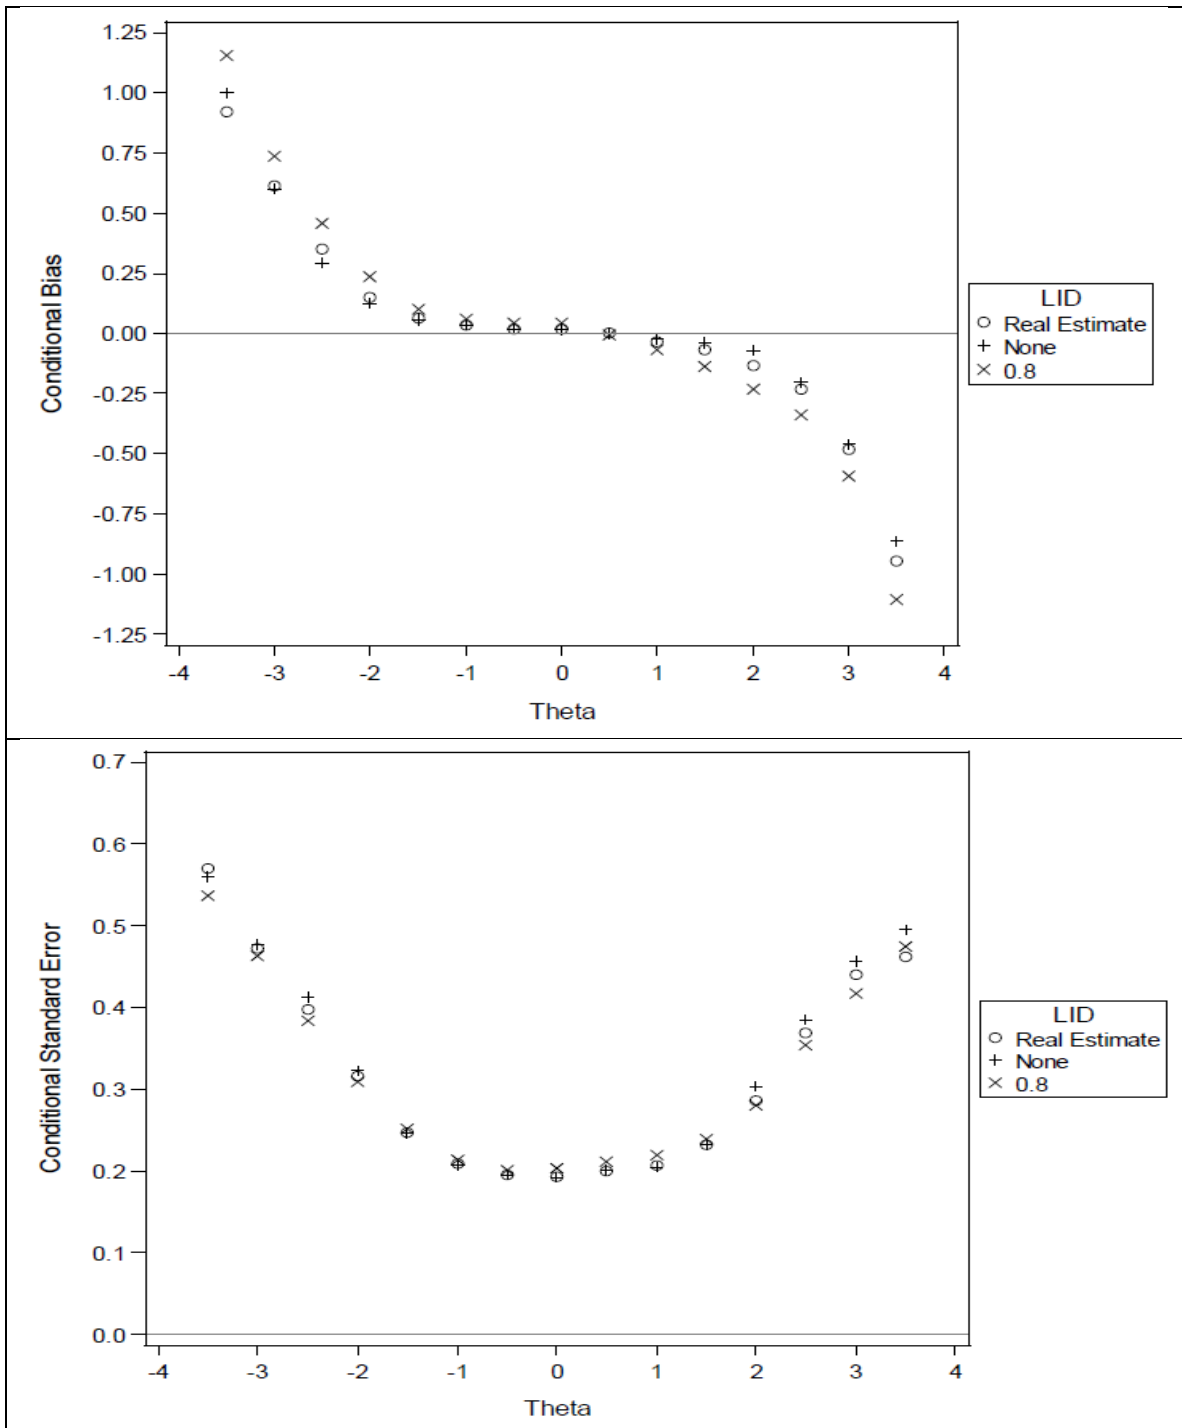 1.25
1.00
0.75
0.50
0.25
0.00
-0.25
-0.50
-0.75
-1.00
-1.25
Conditional Bias
-4 -3 -2 -1 0 1 2 3 4
Theta
LID
Real Estimate
None
0.8
0.7
0.6
0.5
0.4
0.3
0.2
0.1
0.0
Conditional Standard Error
-4 -3 -2 -1 0 1 2 3 4
Theta
LID
Real Estimate
None
0.8